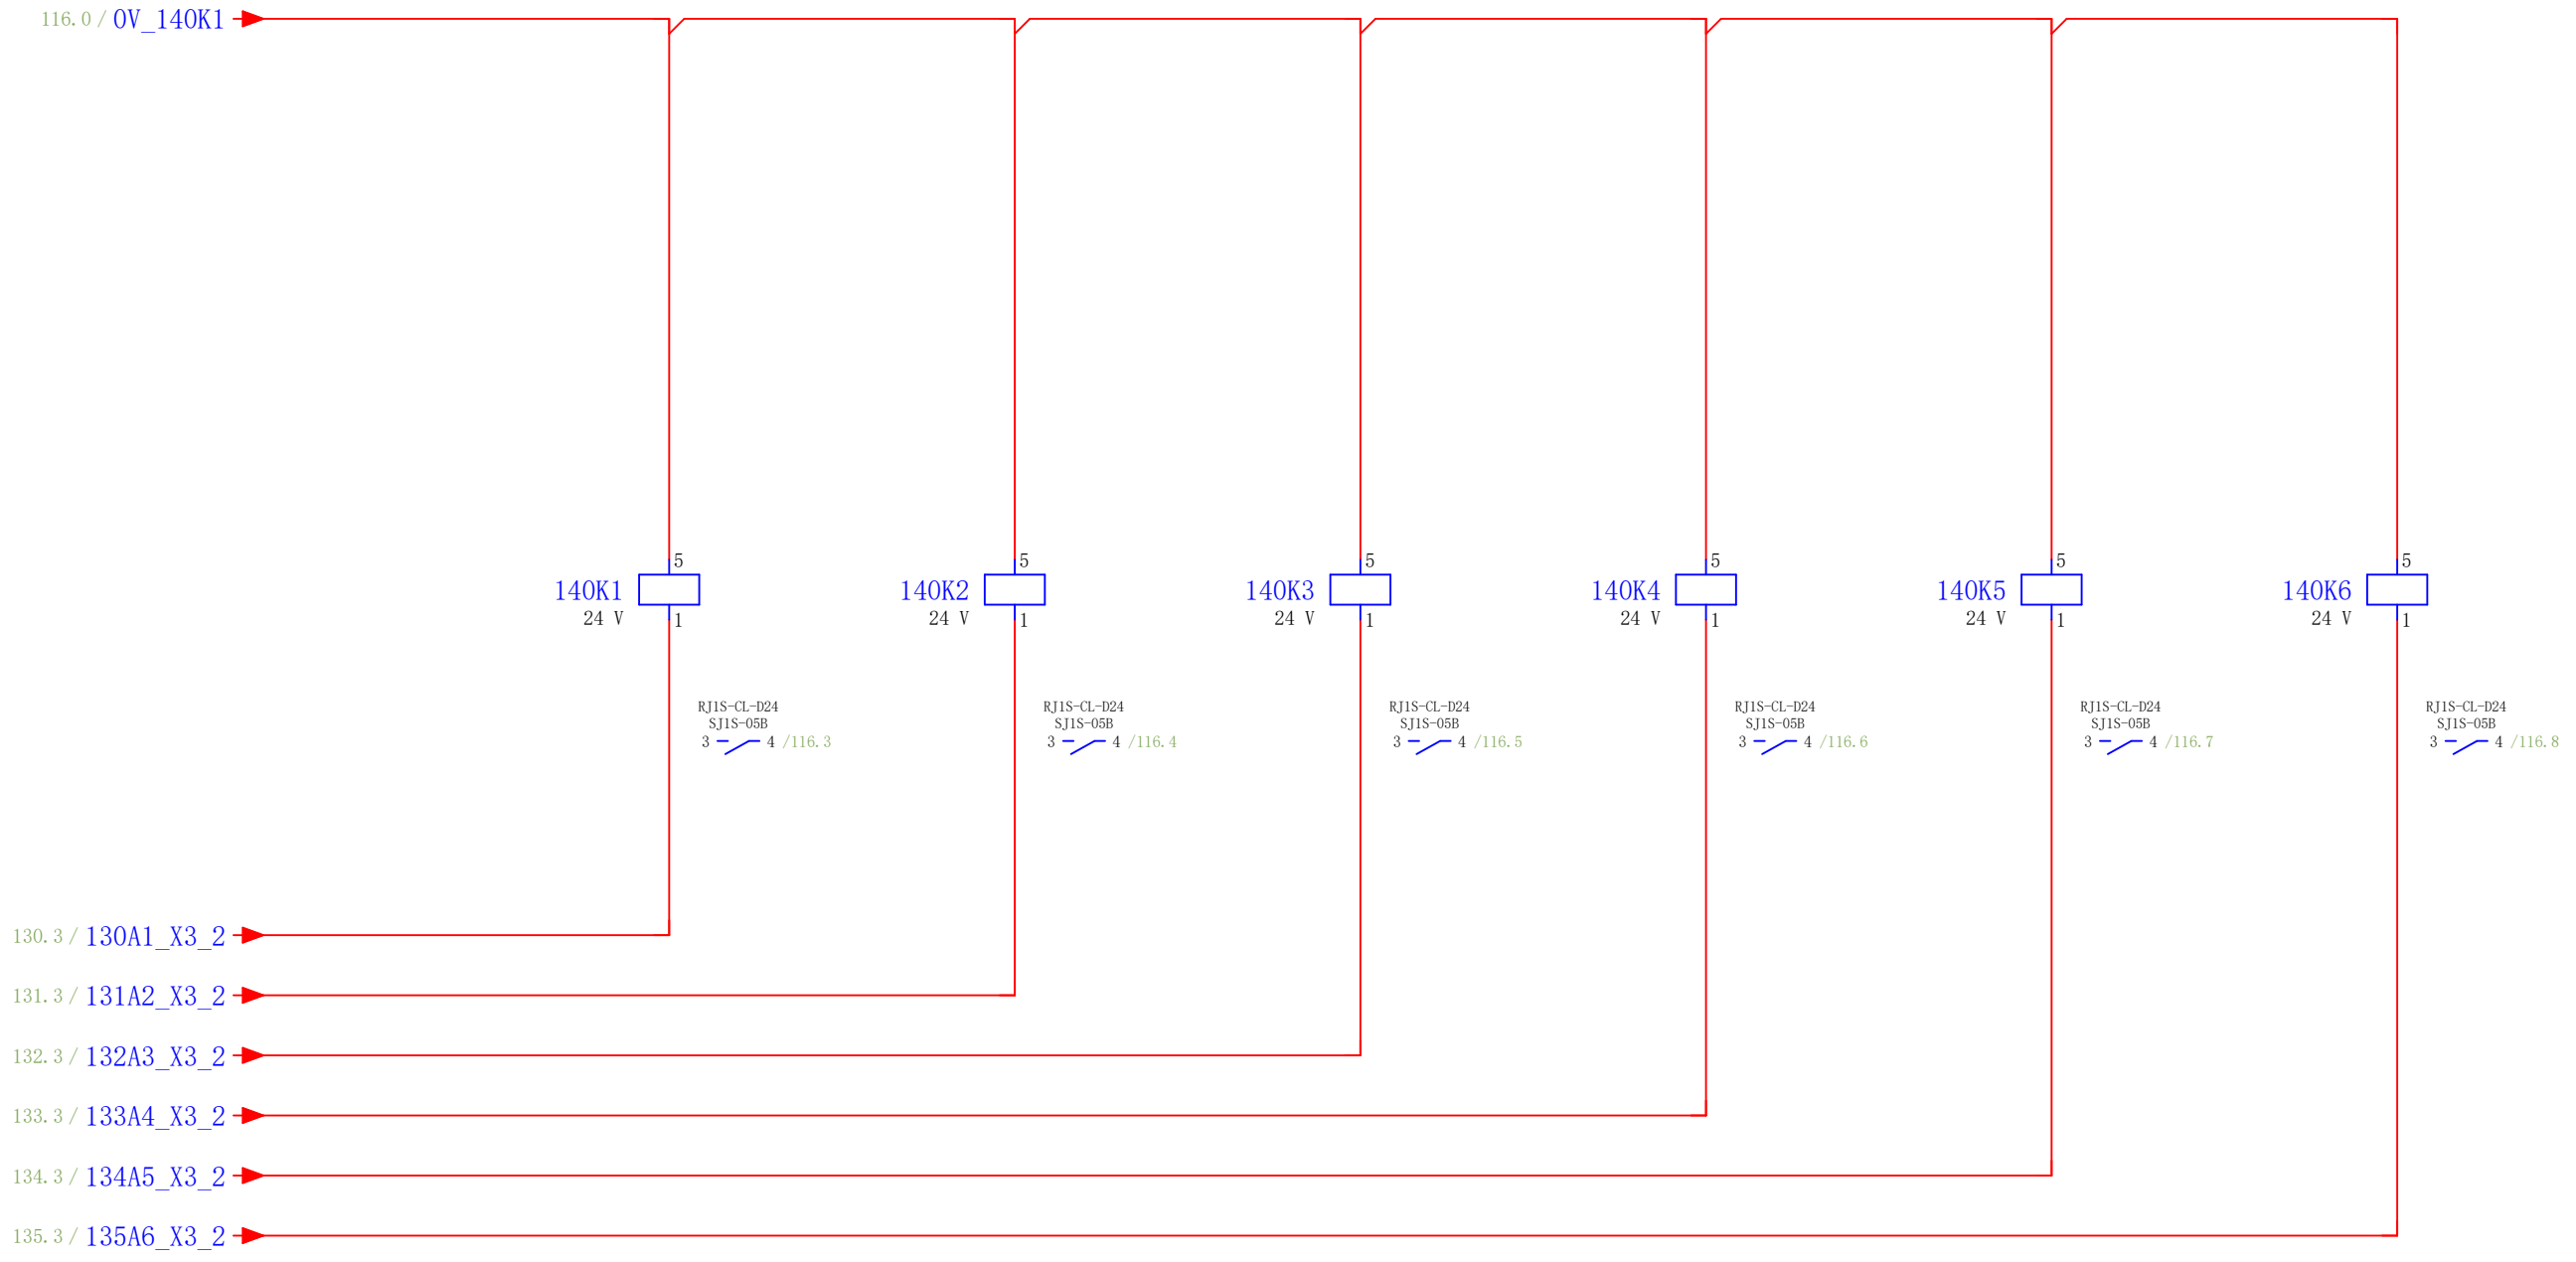 116.0 / 0V_140K1
5 5 5 5 5 5
140K1 140K2 140K3 140K4 140K5 140K6
24 V 24 V 24 V 24 V 24 V 24 V
1 1 1 1 1 1
RJ1S-CL-D24 RJ1S-CL-D24 RJ1S-CL-D24 RJ1S-CL-D24 RJ1S-CL-D24 RJ1S-CL-D24
SJ1S-05B SJ1S-05B SJ1S-05B SJ1S-05B SJ1S-05B SJ1S-05B
3 4 /116.3 3 4 /116.4 3 4 /116.5 3 4 /116.6 3 4 /116.7 3 4 /116.8
130.3 / 130A1_X3_2
131.3 / 131A2_X3_2
132.3 / 132A3_X3_2
133.3 / 133A4_X3_2
134.3 / 134A5_X3_2
135.3 / 135A6_X3_2